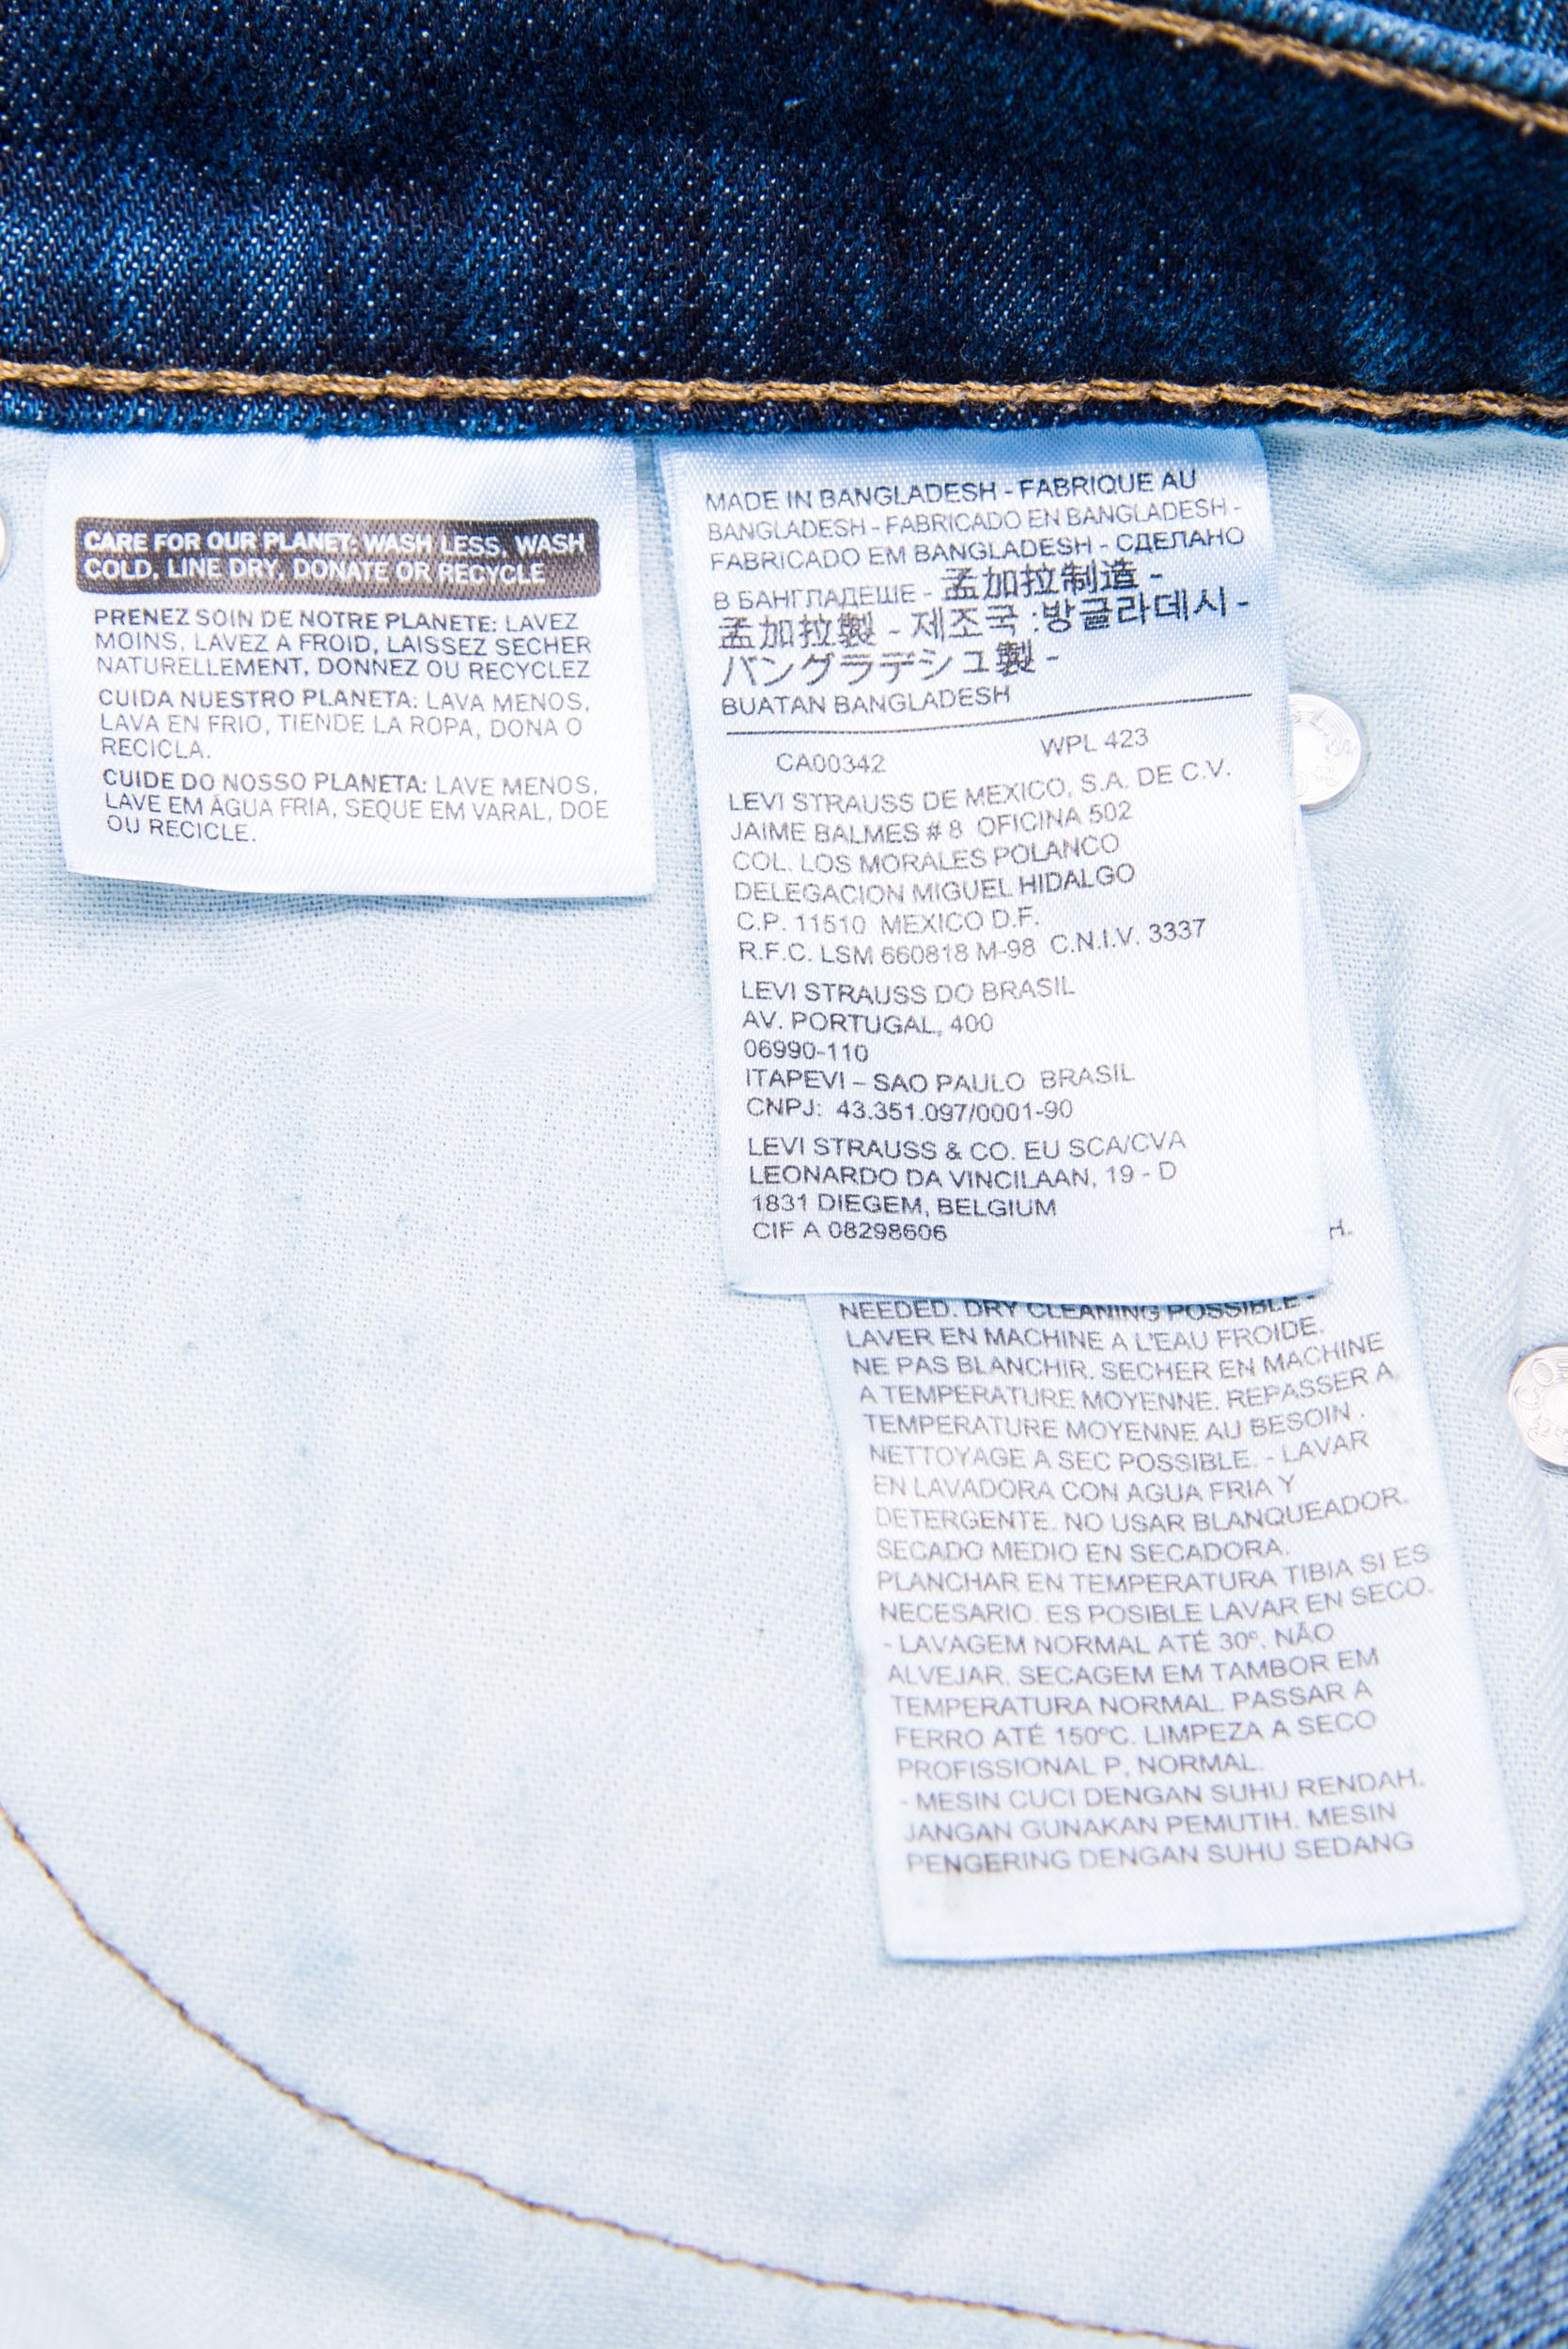 CARE FOR OUR PLANET: WASH LESS, WASH
COLD, LINE DRY, DONATE OR RECYCLE
PRENEZ SOIN DE NOTRE PLANETE: LAVEZ
MOINS, LAVEZ A FROID, LAISSEZ SECHER
NATURELLEMENT, DONNEZ OU RECYCLEZ
CUIDA NUESTRO PLANETA: LAVA MENOS,
LAVA EN FRIO, TIENDE LA ROPA, DONA O
RECICLA.
CUIDE DO NOSSO PLANETA: LAVE MENOS,
LAVE EM ÁGUA FRIA, SEQUE EM VARAL, DOE
OU RECICLE.
MADE IN BANGLADESH - FABRIQUE AU
BANGLADESH - FABRICADO EN BANGLADESH -
FABRICADO EM BANGLADESH - СДЕЛАНО
В БАНГЛАДЕШЕ - 孟加拉制造 -
孟加拉製 - 제조국 :방글라데시 -
バングラデシュ製 -
BUATAN BANGLADESH
CA00342 WPL 423
LEVI STRAUSS DE MEXICO, S.A. DE C.V.
JAIME BALMES # 8 OFICINA 502
COL. LOS MORALES POLANCO
DELEGACION MIGUEL HIDALGO
C.P. 11510 MEXICO D.F.
R.F.C. LSM 660818 M-98 C.N.I.V. 3337
LEVI STRAUSS DO BRASIL
AV. PORTUGAL, 400
06990-110
ITAPEVI – SAO PAULO BRASIL
CNPJ: 43.351.097/0001-90
LEVI STRAUSS & CO. EU SCA/CVA
LEONARDO DA VINCILAAN, 19 - D
1831 DIEGEM, BELGIUM
CIF A 08298606
H.
NEEDED. DRY CLEANING POSSIBLE -
LAVER EN MACHINE A L'EAU FROIDE.
NE PAS BLANCHIR. SECHER EN MACHINE
A TEMPERATURE MOYENNE. REPASSER A
TEMPERATURE MOYENNE AU BESOIN .
NETTOYAGE A SEC POSSIBLE. - LAVAR
EN LAVADORA CON AGUA FRIA Y
DETERGENTE. NO USAR BLANQUEADOR.
SECADO MEDIO EN SECADORA.
PLANCHAR EN TEMPERATURA TIBIA SI ES
NECESARIO. ES POSIBLE LAVAR EN SECO.
- LAVAGEM NORMAL ATÉ 30º. NÃO
ALVEJAR. SECAGEM EM TAMBOR EM
TEMPERATURA NORMAL. PASSAR A
FERRO ATÉ 150ºC. LIMPEZA A SECO
PROFISSIONAL P, NORMAL.
- MESIN CUCI DENGAN SUHU RENDAH.
JANGAN GUNAKAN PEMUTIH. MESIN
PENGERING DENGAN SUHU SEDANG